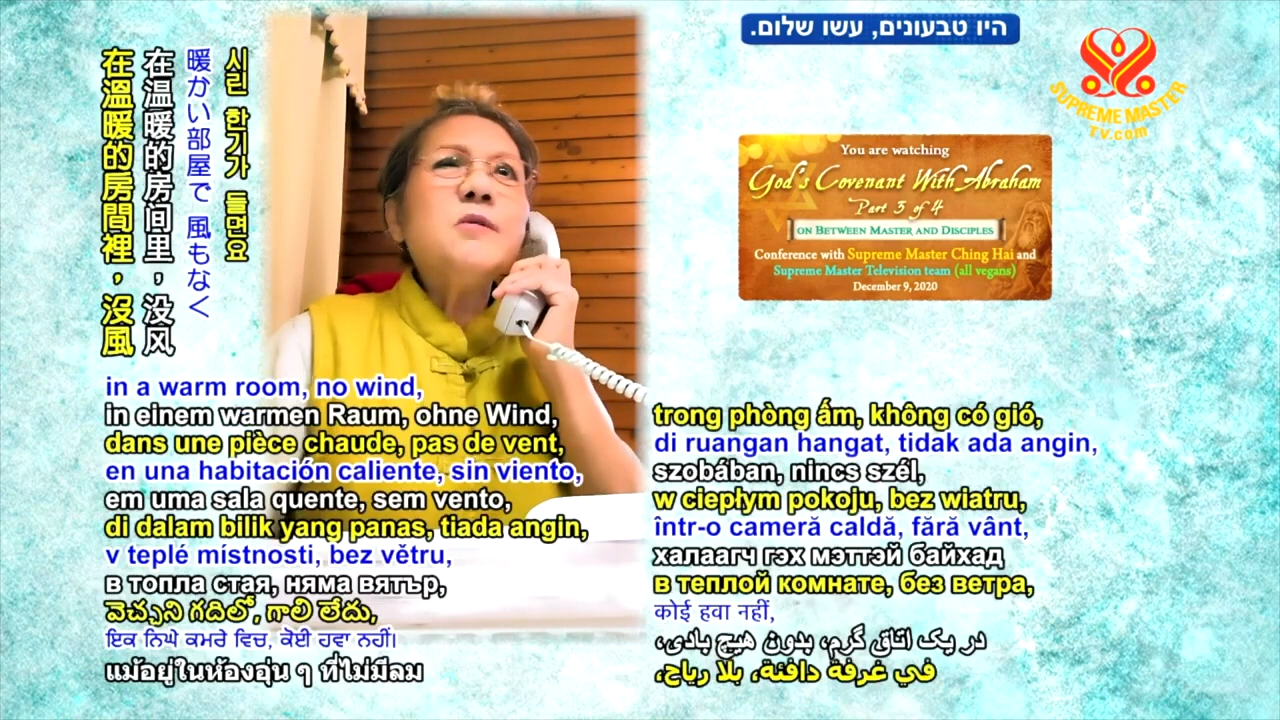 היו טבעונים, עשו שלום.
SUPREME MASTER
TV.com
You are watching
God's Covenant With Abraham
Part 3 of 4
ON BETWEEN MASTER AND DISCIPLES
Conference with Supreme Master Ching Hai and
Supreme Master Television team (all vegans)
December 9, 2020
시린 한기가 들면요
暖かい部屋で 風もなく
在温暖的房间里，没风
在溫暖的房間裡，沒風
in a warm room, no wind,
in einem warmen Raum, ohne Wind,
dans une pièce chaude, pas de vent,
en una habitación caliente, sin viento,
em uma sala quente, sem vento,
di dalam bilik yang panas, tiada angin,
v teplé místnosti, bez větru,
в топла стая, няма вятър,
వెచ్చని గదిలో, గాలి లేదు,
ਇਕ ਨਿਘੇ ਕਮਰੇ ਵਿਚ, ਕੋਈ ਹਵਾ ਨਹੀਂ।
แม้อยู่ในห้องอุ่น ๆ ที่ไม่มีลม
trong phòng ấm, không có gió,
di ruangan hangat, tidak ada angin,
szobában, nincs szél,
w ciepłym pokoju, bez wiatru,
într-o cameră caldă, fără vânt,
халаагч гэх мэттэй байхад
в теплой комнате, без ветра,
कोई हवा नहीं,
در یک اتاق گرم، بدون هیچ بادی،
في غرفة دافئة، بلا رياح،